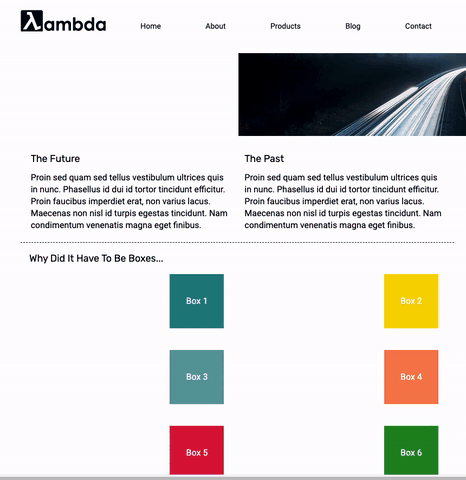 λambda
Home About Products Blog Contact
The Future
Proin sed quam sed tellus vestibulum ultrices quis
in nunc. Phasellus id dui id tortor tincidunt efficitur.
Proin faucibus imperdiet erat, non varius lacus.
Maecenas non nisl id turpis egestas tincidunt. Nam
condimentum venenatis magna eget finibus.
The Past
Proin sed quam sed tellus vestibulum ultrices quis
in nunc. Phasellus id dui id tortor tincidunt efficitur.
Proin faucibus imperdiet erat, non varius lacus.
Maecenas non nisl id turpis egestas tincidunt. Nam
condimentum venenatis magna eget finibus.
Why Did It Have To Be Boxes...
Box 1
Box 2
Box 3
Box 4
Box 5
Box 6